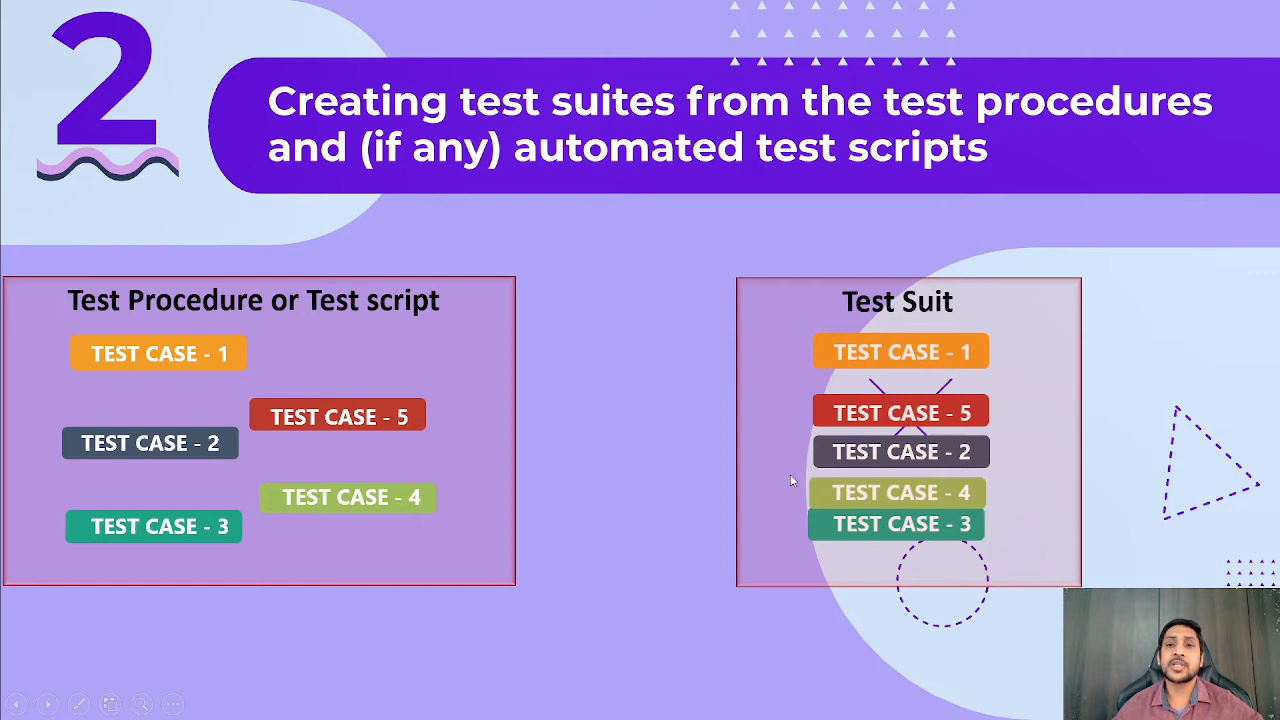 2
Creating test suites from the test procedures
and (if any) automated test scripts
Test Procedure or Test script
TEST CASE - 1
TEST CASE - 5
TEST CASE - 2
TEST CASE - 4
TEST CASE - 3
Test Suit
TEST CASE - 1
TEST CASE - 5
TEST CASE - 2
TEST CASE - 4
TEST CASE - 3